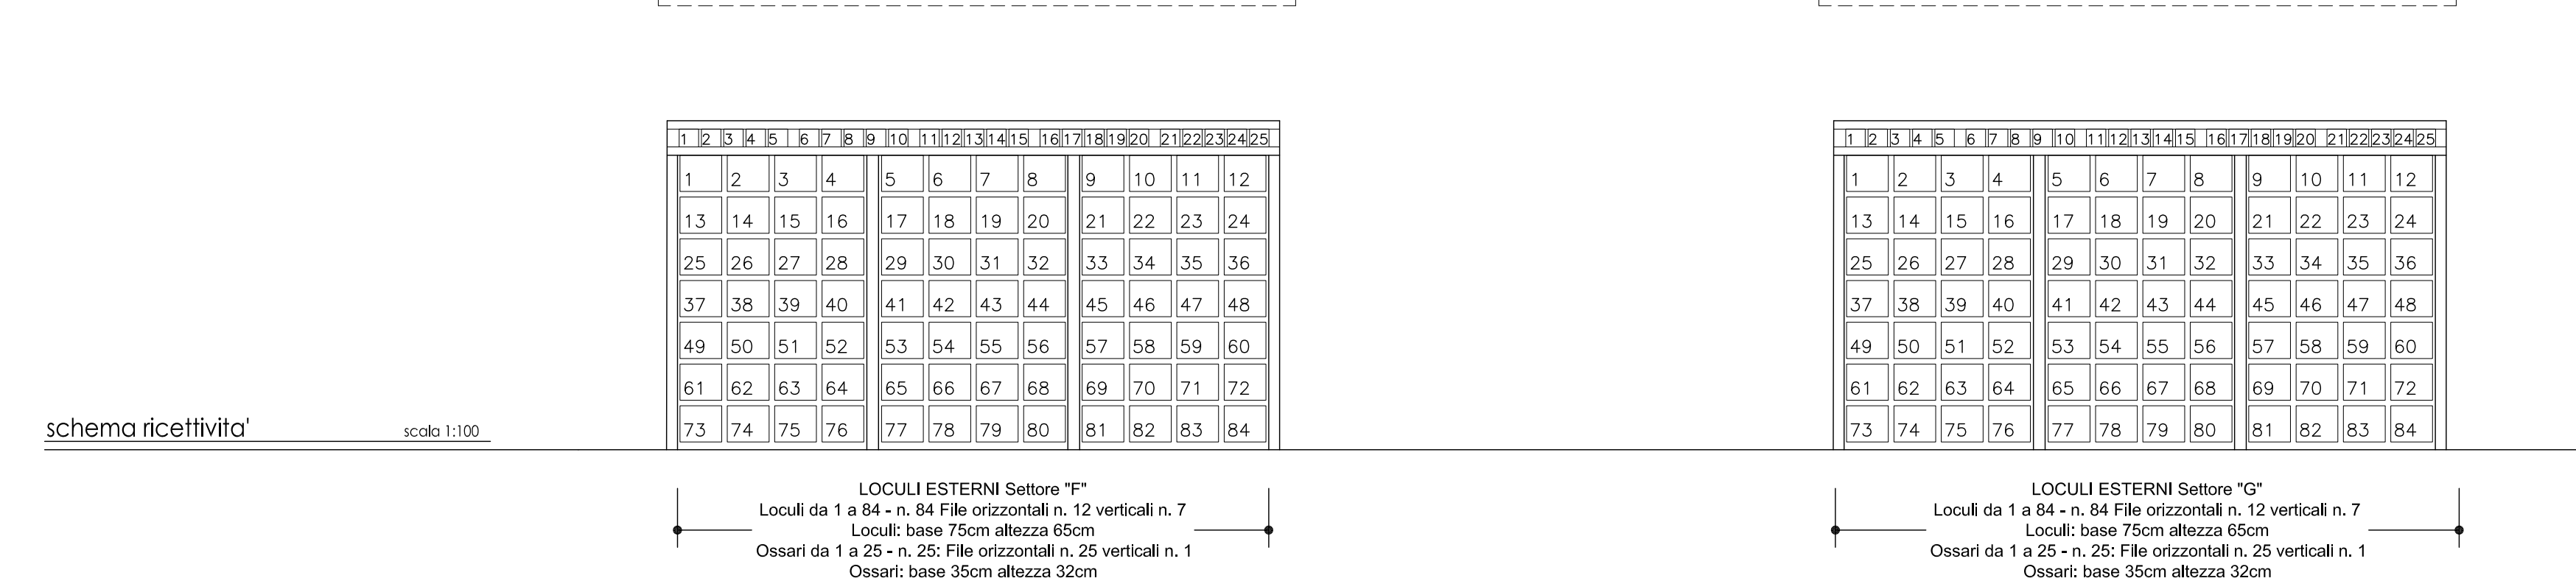 1 2 3 4 5 6 7 8 9 10 11 12 13 14 15 16 17 18 19 20 21 22 23 24 25
1 2 3 4 5 6 7 8 9 10 11 12
13 14 15 16 17 18 19 20 21 22 23 24
25 26 27 28 29 30 31 32 33 34 35 36
37 38 39 40 41 42 43 44 45 46 47 48
49 50 51 52 53 54 55 56 57 58 59 60
61 62 63 64 65 66 67 68 69 70 71 72
73 74 75 76 77 78 79 80 81 82 83 84
1 2 3 4 5 6 7 8 9 10 11 12 13 14 15 16 17 18 19 20 21 22 23 24 25
1 2 3 4 5 6 7 8 9 10 11 12
13 14 15 16 17 18 19 20 21 22 23 24
25 26 27 28 29 30 31 32 33 34 35 36
37 38 39 40 41 42 43 44 45 46 47 48
49 50 51 52 53 54 55 56 57 58 59 60
61 62 63 64 65 66 67 68 69 70 71 72
73 74 75 76 77 78 79 80 81 82 83 84
schema ricettivita' scala 1:100
LOCULI ESTERNI Settore "F"
Loculi da 1 a 84 - n. 84 File orizzontali n. 12 verticali n. 7
Loculi: base 75cm altezza 65cm
Ossari da 1 a 25 - n. 25: File orizzontali n. 25 verticali n. 1
Ossari: base 35cm altezza 32cm
LOCULI ESTERNI Settore "G"
Loculi da 1 a 84 - n. 84 File orizzontali n. 12 verticali n. 7
Loculi: base 75cm altezza 65cm
Ossari da 1 a 25 - n. 25: File orizzontali n. 25 verticali n. 1
Ossari: base 35cm altezza 32cm